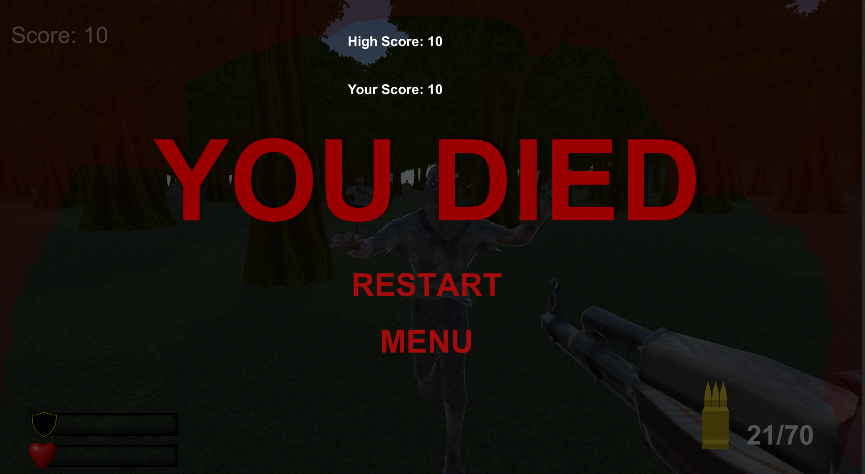 Score: 10
High Score: 10
Your Score: 10
YOU DIED
RESTART
MENU
21/70